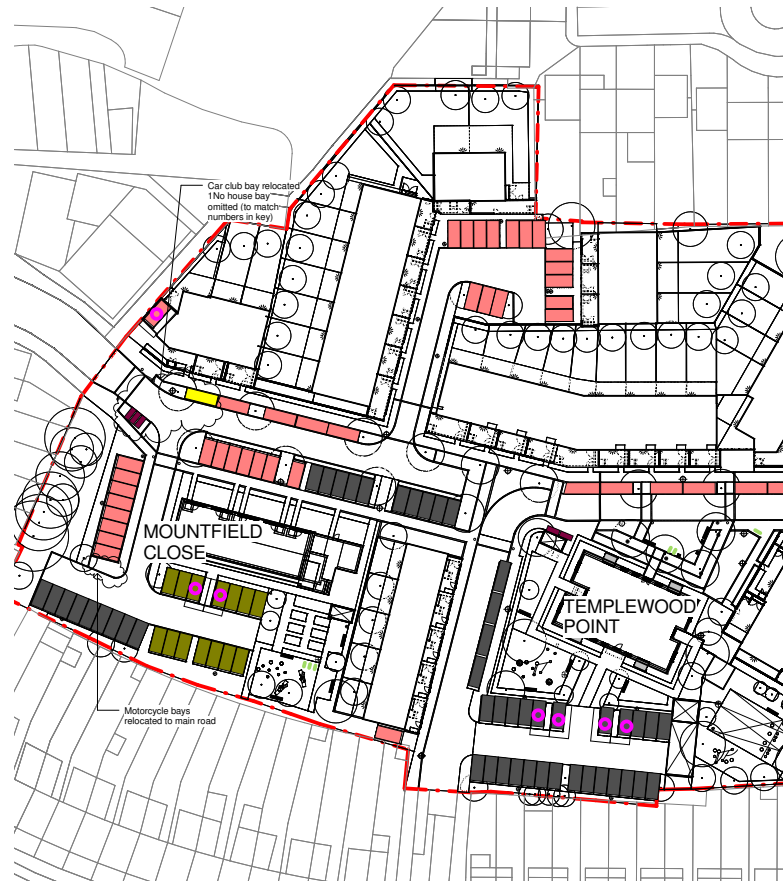 Car club bay relocated
1No house bay
omitted (to match
numbers in key)
MOUNTFIELD
CLOSE
TEMPLEWOOD
POINT
Motorcycle bays
relocated to main road